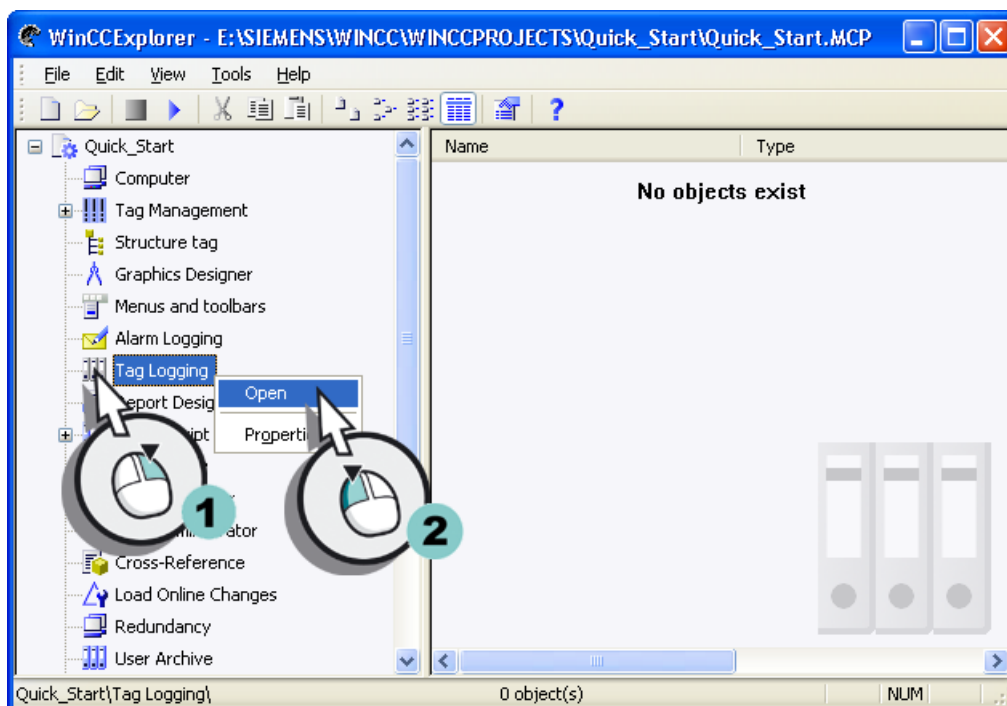 WinCCExplorer - E:\SIEMENS\WINCC\WINCCPROJECTS\Quick_Start\Quick_Start.MCP
File Edit View Tools Help
Quick_Start
Computer
Tag Management
Structure tag
Graphics Designer
Menus and toolbars
Alarm Logging
Tag Logging
Cross-Reference
Load Online Changes
Redundancy
User Archive
Open
1
2
Name Type
No objects exist
Quick_Start\Tag Logging\ 0 object(s) NUM